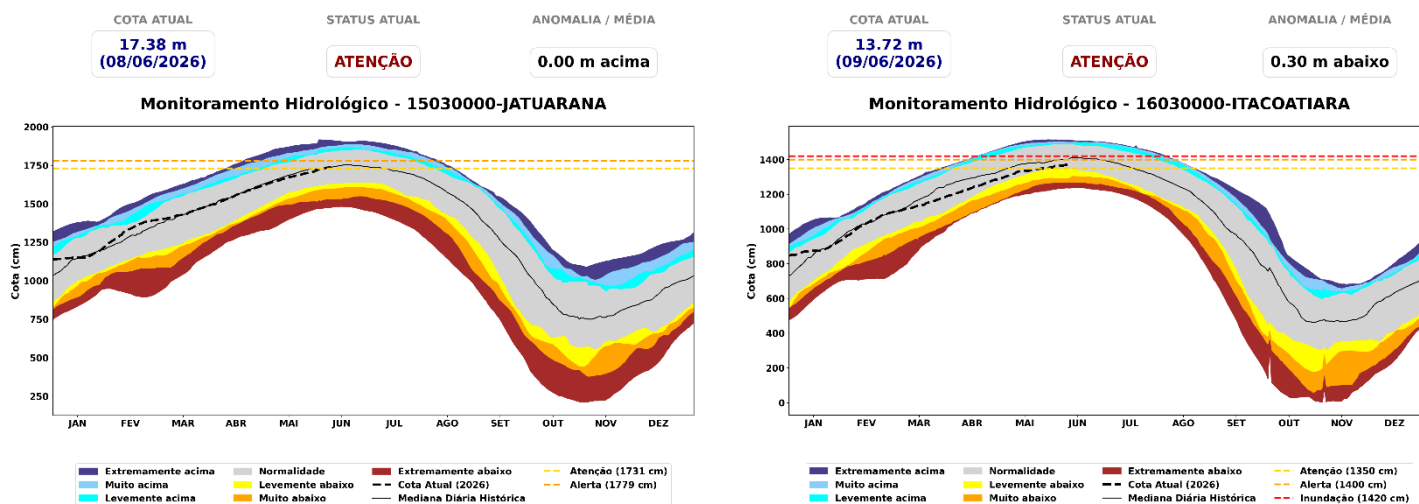 COTA ATUAL
STATUS ATUAL
ANOMALIA / MÉDIA
17.38 m
(08/06/2026)
ATENÇÃO
0.00 m acima
Monitoramento Hidrológico - 15030000-JATUARANA
Cota (cm)
2000
1750
1500
1250
1000
750
500
250
JAN
FEV
MAR
ABR
MAI
JUN
JUL
AGO
SET
OUT
NOV
DEZ
Extremamente acima
Muito acima
Levemente acima
Normalidade
Levemente abaixo
Muito abaixo
Extremamente abaixo
Cota Atual (2026)
Mediana Diária Histórica
Atenção (1731 cm)
Alerta (1779 cm)
COTA ATUAL
STATUS ATUAL
ANOMALIA / MÉDIA
13.72 m
(09/06/2026)
ATENÇÃO
0.30 m abaixo
Monitoramento Hidrológico - 16030000-ITACOATIARA
Cota (cm)
1400
1200
1000
800
600
400
200
0
JAN
FEV
MAR
ABR
MAI
JUN
JUL
AGO
SET
OUT
NOV
DEZ
Extremamente acima
Muito acima
Levemente acima
Normalidade
Levemente abaixo
Muito abaixo
Extremamente abaixo
Cota Atual (2026)
Mediana Diária Histórica
Atenção (1350 cm)
Alerta (1400 cm)
Inundação (1420 cm)